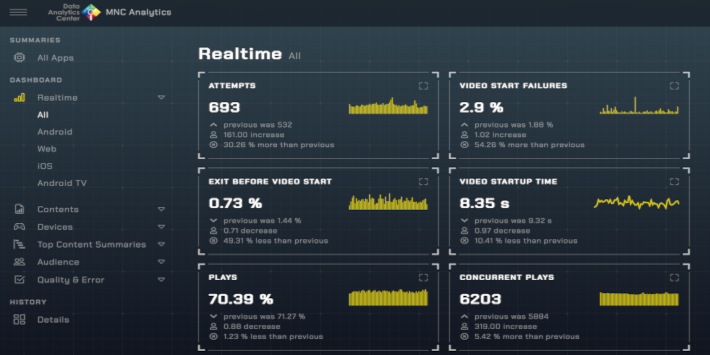 Data
Analytics
Center
MNC Analytics
SUMMARIES
All Apps
DASHBOARD
Realtime
All
Android
Web
iOS
Android TV
Contents
Devices
Top Content Summaries
Audience
Quality & Error
HISTORY
Details
Realtime All
ATTEMPTS
693
previous was 532
161.00 increase
30.26 % more than previous
VIDEO START FAILURES
2.9 %
previous was 1.88 %
1.02 increase
54.26 % more than previous
EXIT BEFORE VIDEO START
0.73 %
previous was 1.44 %
0.71 decrease
49.31 % less than previous
VIDEO STARTUP TIME
8.35 s
previous was 9.32 s
0.97 decrease
10.41 % less than previous
PLAYS
70.39 %
previous was 71.27 %
0.88 decrease
1.23 % less than previous
CONCURRENT PLAYS
6203
previous was 5884
319.00 increase
5.42 % more than previous